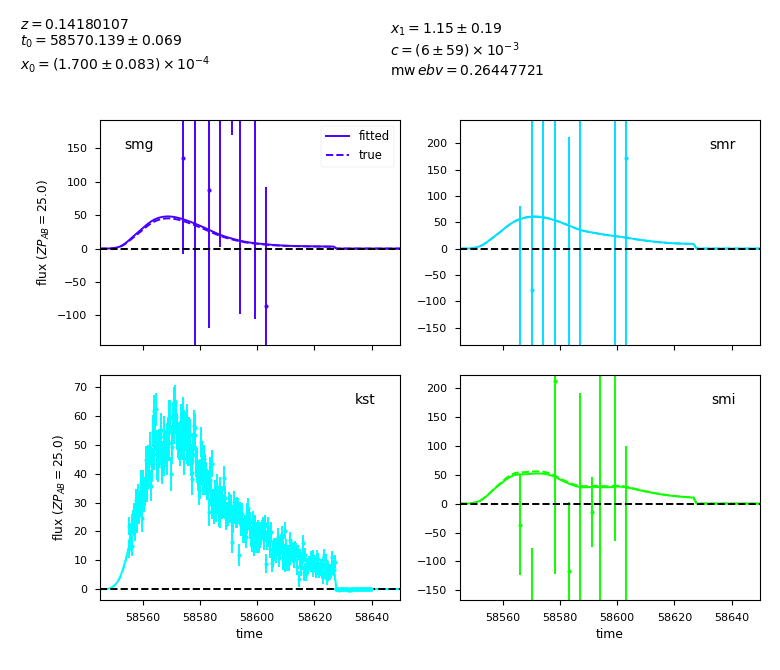 z = 0.14180107
t₀ = 58570.139 ± 0.069
x₀ = (1.700 ± 0.083) × 10⁻⁴
x₁ = 1.15 ± 0.19
c = (6 ± 59) × 10⁻³
mw ebv = 0.26447721
smg
fitted
true
150
100
50
0
−50
−100
flux (ZP_AB = 25.0)
smr
200
150
100
50
0
−50
−100
−150
kst
70
60
50
40
30
20
10
0
flux (ZP_AB = 25.0)
58560 58580 58600 58620 58640
time
smi
200
150
100
50
0
−50
−100
−150
58560 58580 58600 58620 58640
time